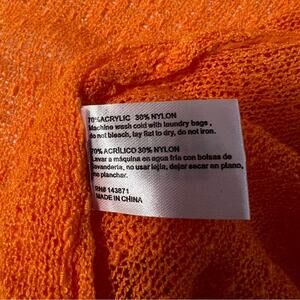 70%ACRYLIC 30% NYLON
Machine wash cold with laundry bags ,
do not bleach, lay flat to dry, do not iron.
70% ACRÍLICO 30% NYLON
Lavar a máquina en agua fria con bolsas de
lavandería, no usar lejía, dejar secar en plano,
no planchar.
RN# 143871
MADE IN CHINA